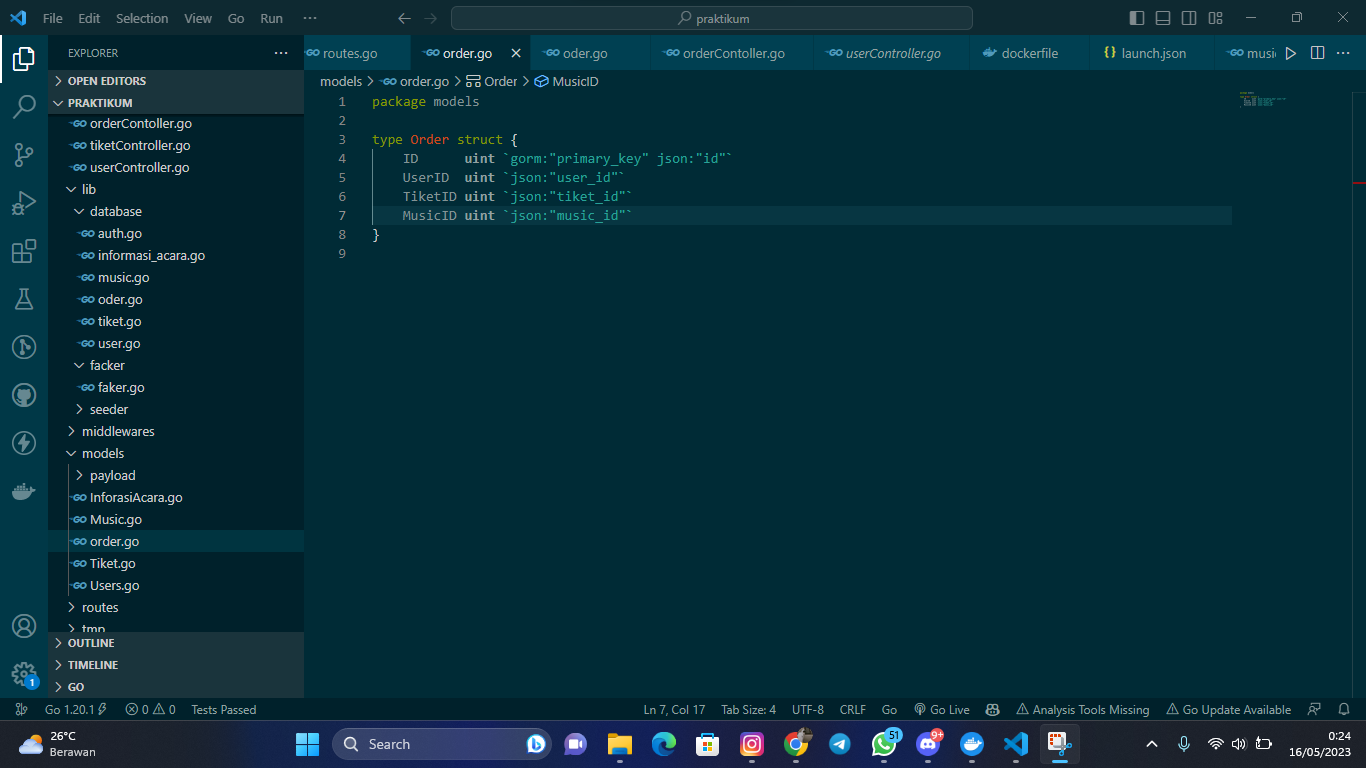 File Edit Selection View Go Run ··· praktikum
EXPLORER ···
routes.go order.go oder.go orderContoller.go userController.go dockerfile {} launch.json music ···
OPEN EDITORS
models > order.go > Order > MusicID
PRAKTIKUM
orderContoller.go
tiketController.go
userController.go
lib
database
auth.go
informasi_acara.go
music.go
oder.go
tiket.go
user.go
facker
faker.go
seeder
middlewares
models
payload
InforasiAcara.go
Music.go
order.go
Tiket.go
Users.go
routes
tmp
OUTLINE
TIMELINE
GO
1 package models
2
3 type Order struct {
4 ID uint `gorm:"primary_key" json:"id"`
5 UserID uint `json:"user_id"`
6 TiketID uint `json:"tiket_id"`
7 MusicID uint `json:"music_id"`
8 }
9
1
Go 1.20.1 0 0 Tests Passed Ln 7, Col 17 Tab Size: 4 UTF-8 CRLF Go Go Live Analysis Tools Missing Go Update Available
26°C
Berawan
Search
51
9+
0:24
16/05/2023